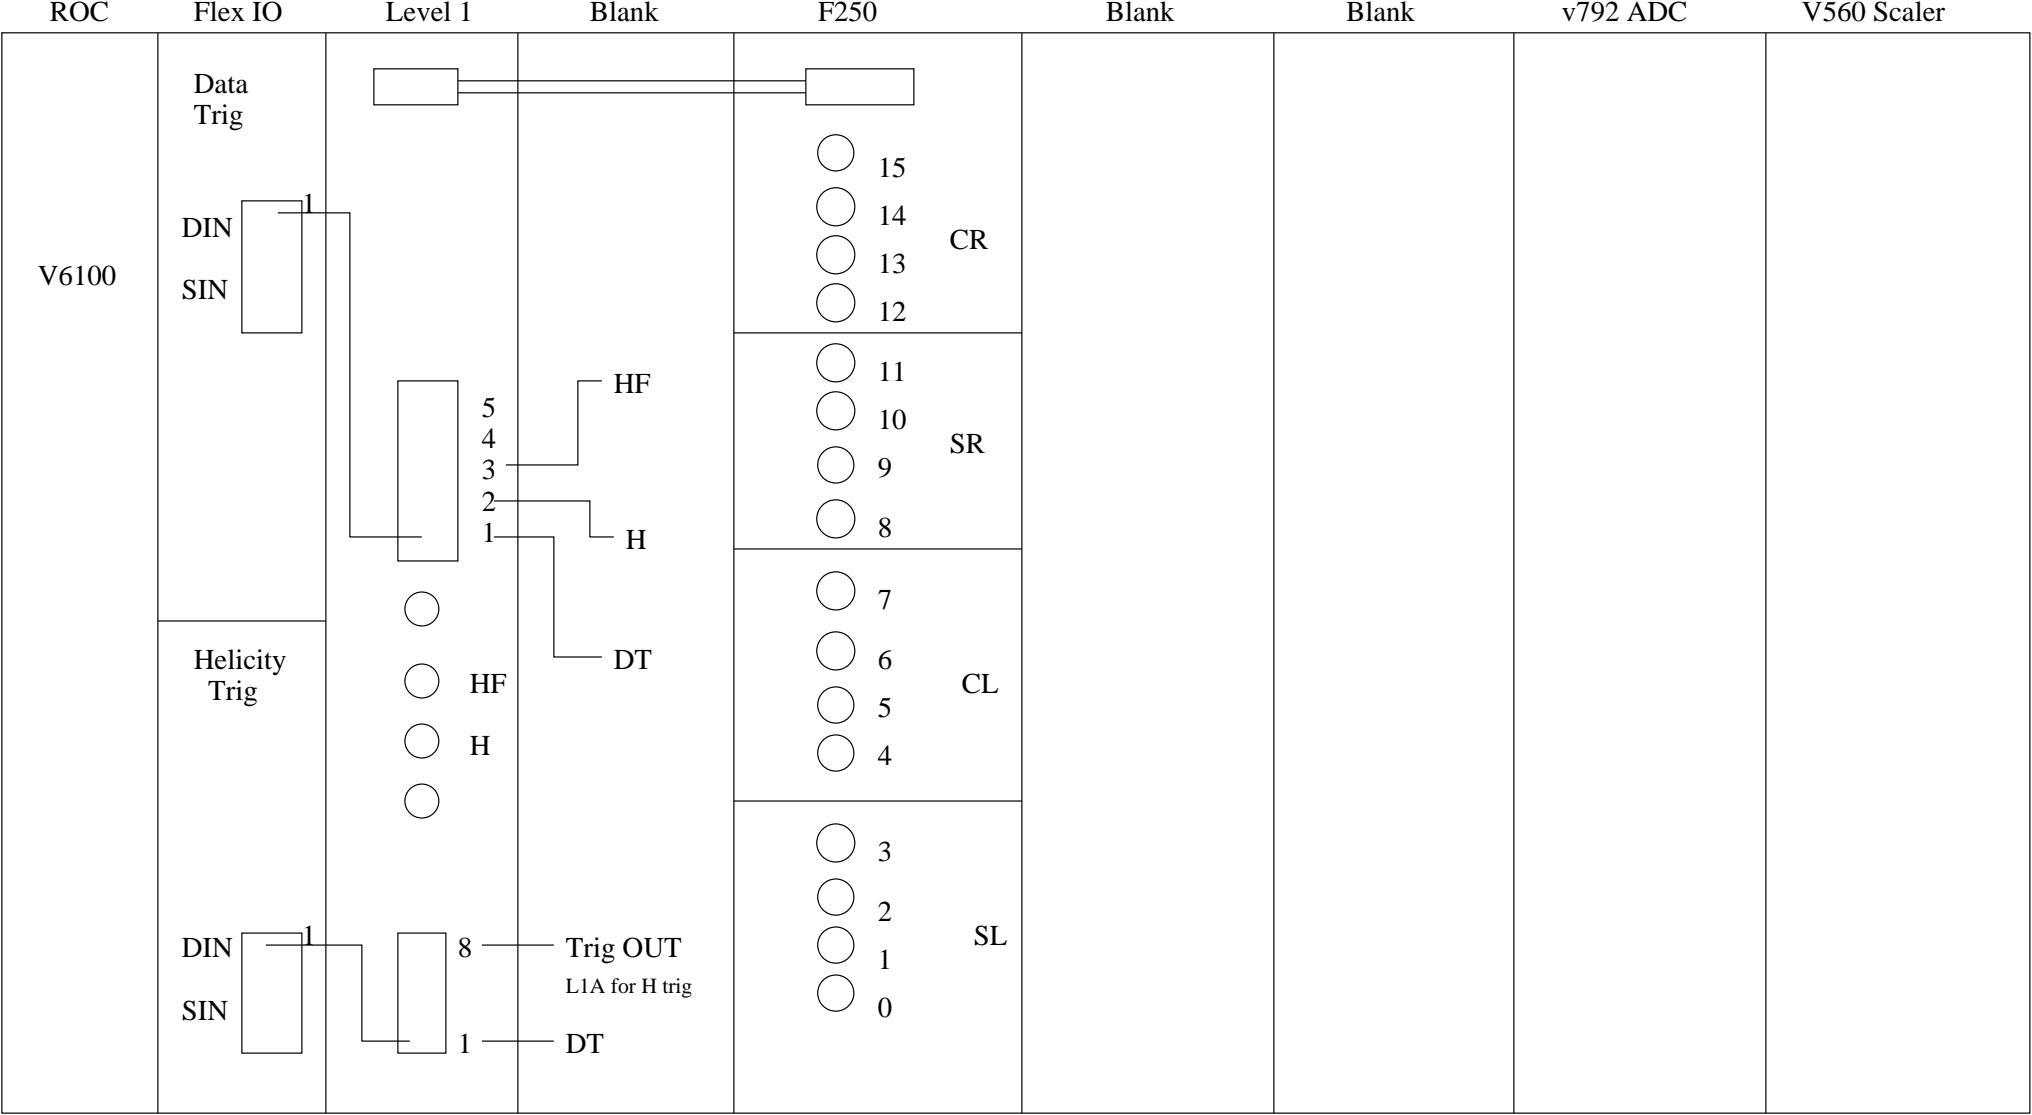 ROC
Flex IO
Level 1
Blank
F250
Blank
Blank
v792 ADC
V560 Scaler
V6100
Data
Trig
1
DIN
SIN
Helicity
Trig
1
DIN
SIN
5
4
3
2
1
HF
H
8
1
HF
H
DT
Trig OUT
L1A for H trig
DT
15
14
13
12
CR
11
10
9
8
SR
7
6
5
4
CL
3
2
1
0
SL